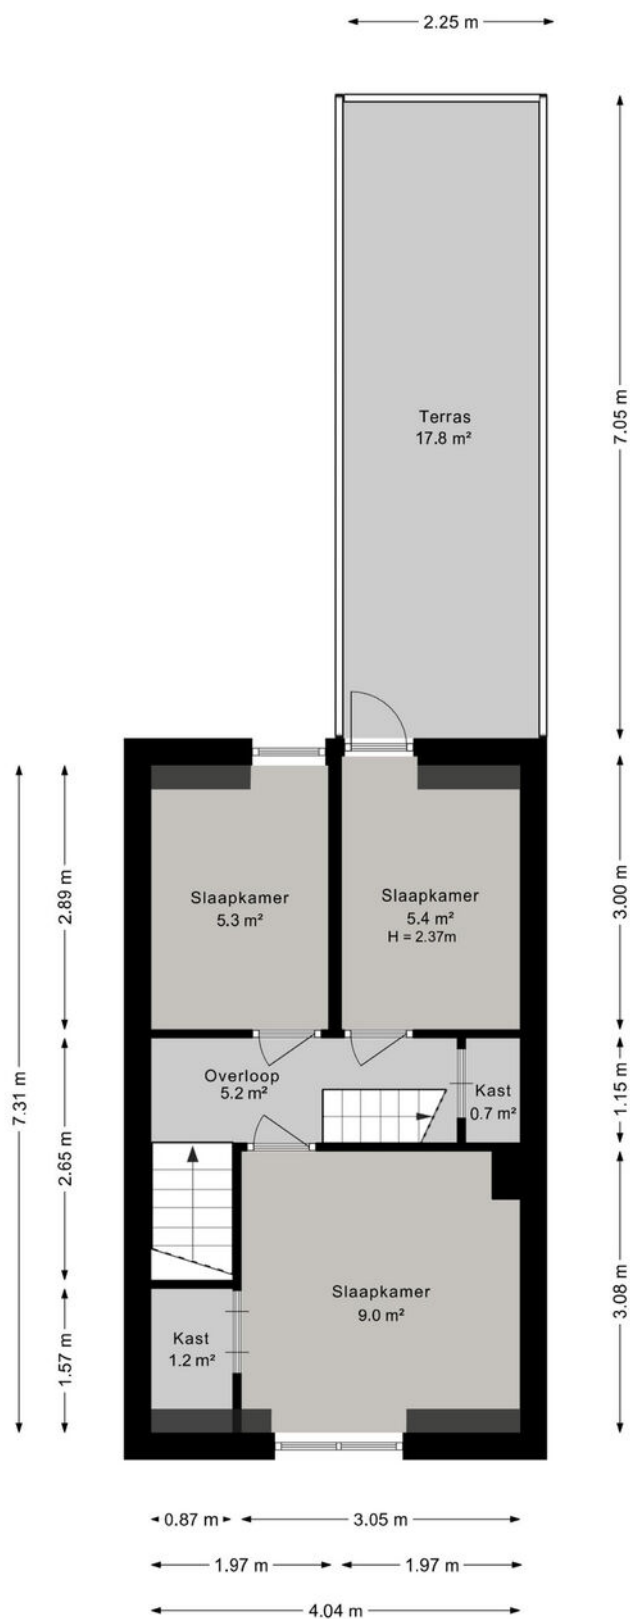 2.25 m
7.05 m
Terras
17.8 m²
2.89 m
3.00 m
Slaapkamer
5.3 m²
Slaapkamer
5.4 m²
H = 2.37m
7.31 m
2.65 m
1.15 m
Overloop
5.2 m²
Kast
0.7 m²
Slaapkamer
9.0 m²
3.08 m
1.57 m
Kast
1.2 m²
0.87 m
3.05 m
1.97 m
1.97 m
4.04 m